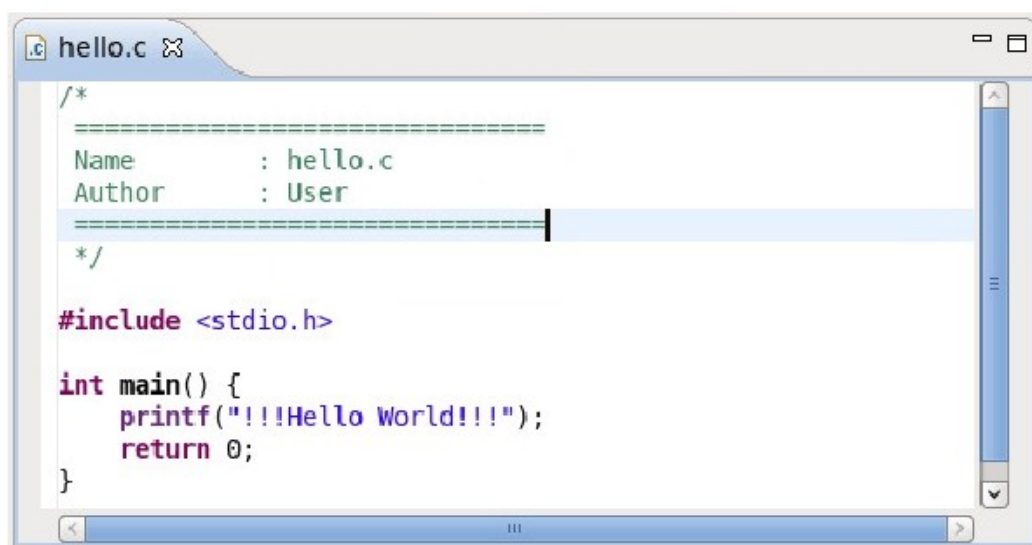 hello.c
/*
===============================
Name        : hello.c
Author      : User
===============================
*/
#include <stdio.h>
int main() {
    printf("!!!Hello World!!!");
    return 0;
}